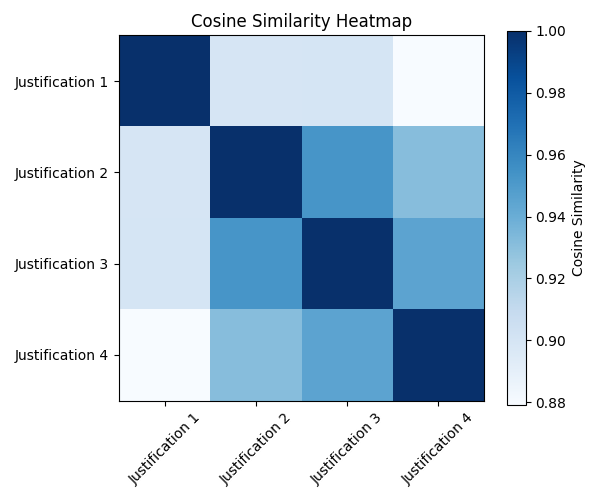 Cosine Similarity Heatmap
Justification 1
Justification 2
Justification 3
Justification 4
Justification 1
Justification 2
Justification 3
Justification 4
1.00
0.98
0.96
0.94
0.92
0.90
0.88
Cosine Similarity